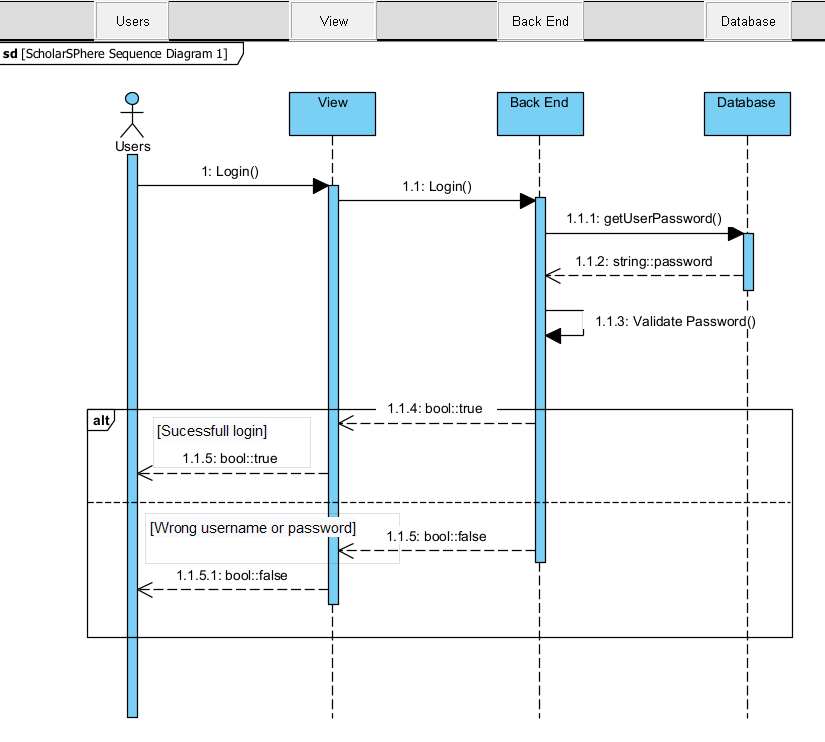 Users View Back End Database
sd [ScholarSPhere Sequence Diagram 1]
View Back End Database
Users
1: Login()
1.1: Login()
1.1.1: getUserPassword()
1.1.2: string::password
1.1.3: Validate Password()
1.1.4: bool::true
alt
[Sucessfull login]
1.1.5: bool::true
[Wrong username or password]
1.1.5: bool::false
1.1.5.1: bool::false